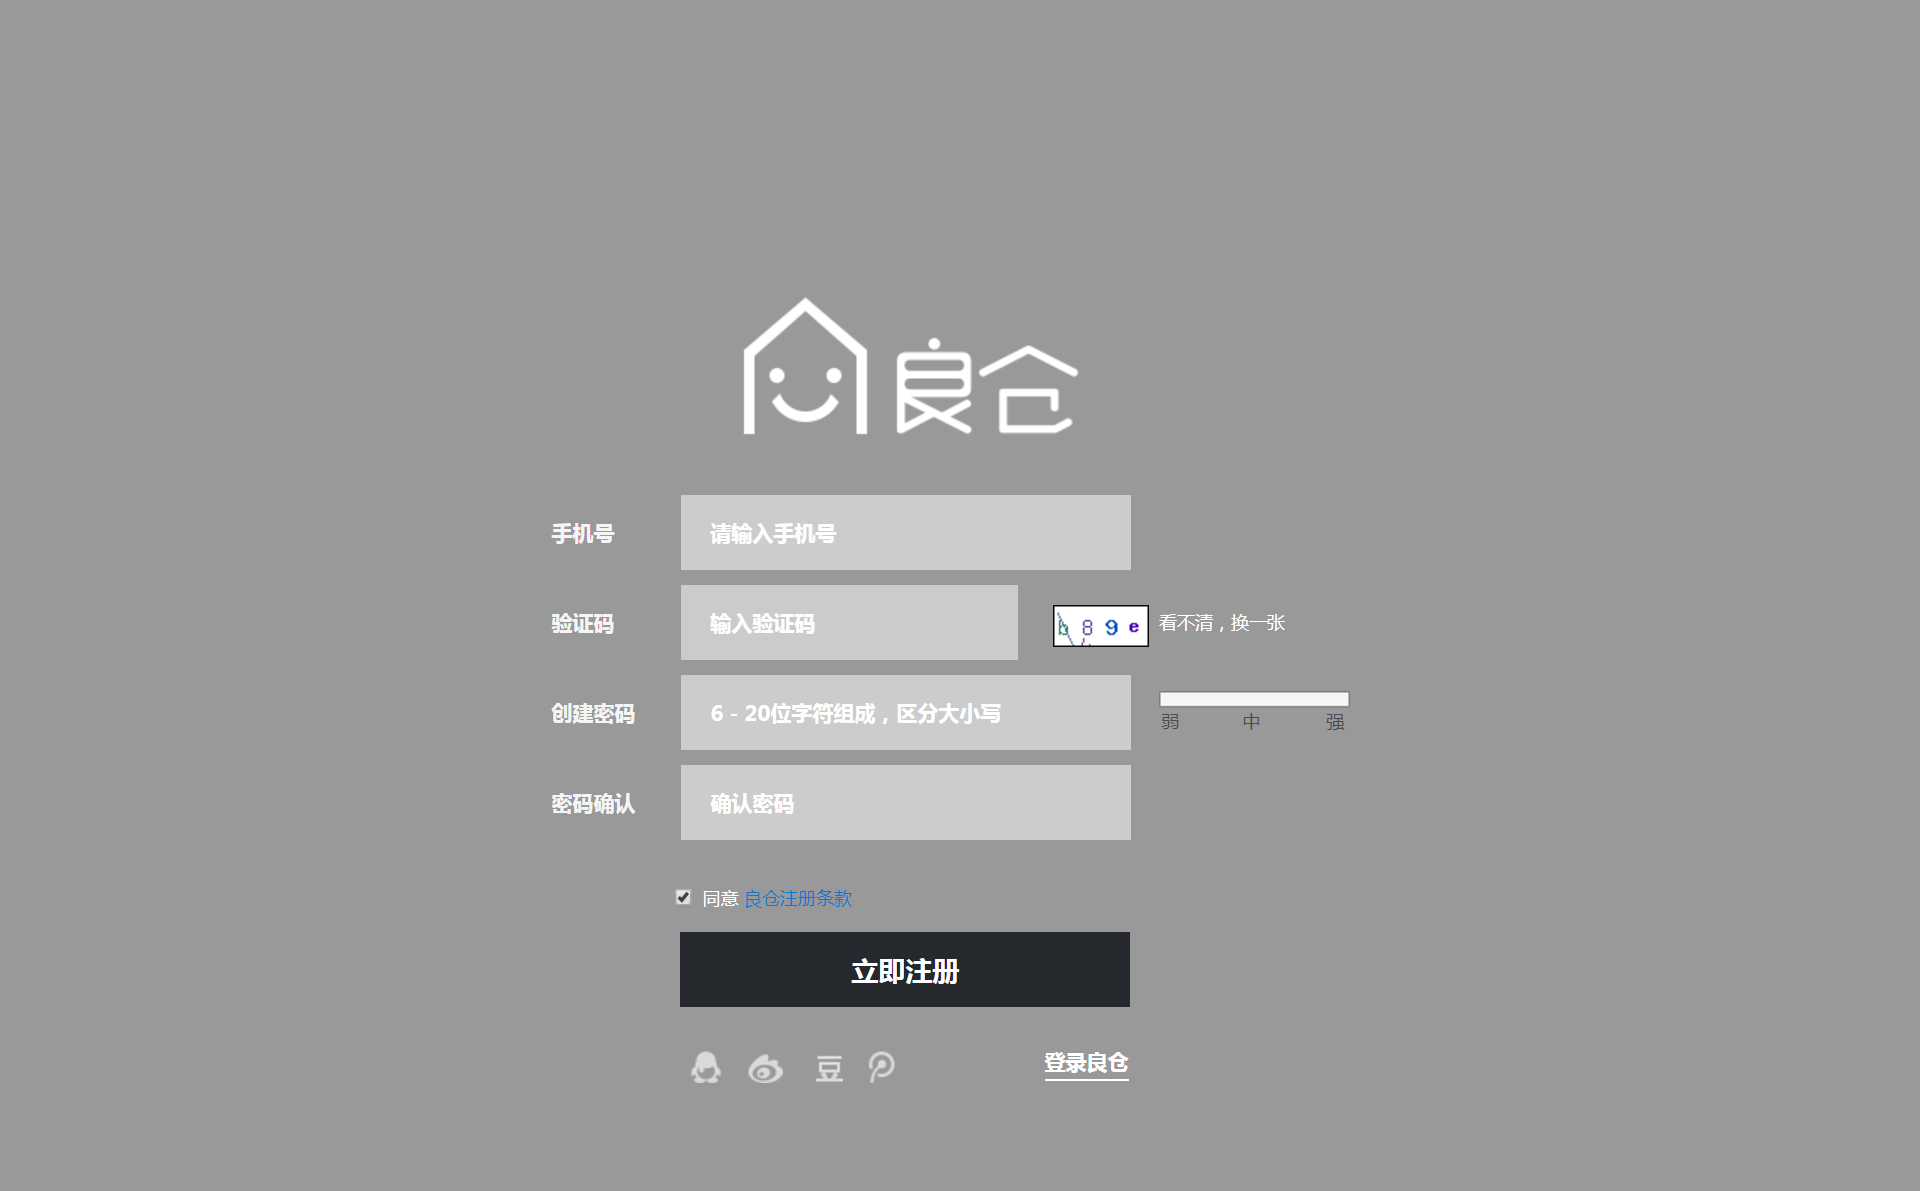 良仓
手机号 请输入手机号
验证码 输入验证码 b89e 看不清，换一张
创建密码 6 - 20位字符组成，区分大小写
弱 中 强
密码确认 确认密码
同意 良仓注册条款
立即注册
豆 登录良仓